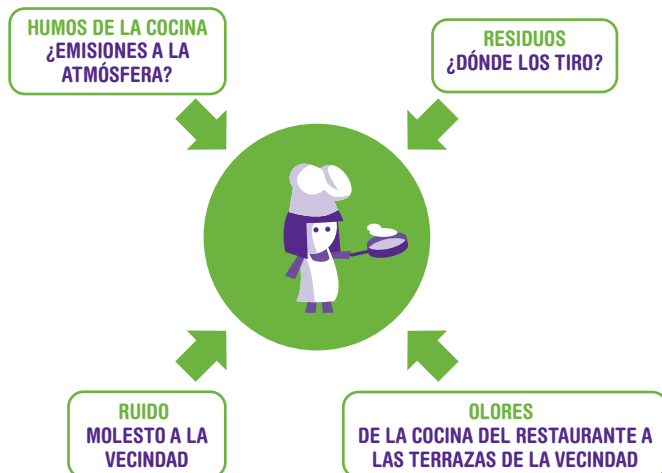 HUMOS DE LA COCINA
¿EMISIONES A LA
ATMÓSFERA?
RESIDUOS
¿DÓNDE LOS TIRO?
RUIDO
MOLESTO A LA
VECINDAD
OLORES
DE LA COCINA DEL RESTAURANTE A
LAS TERRAZAS DE LA VECINDAD